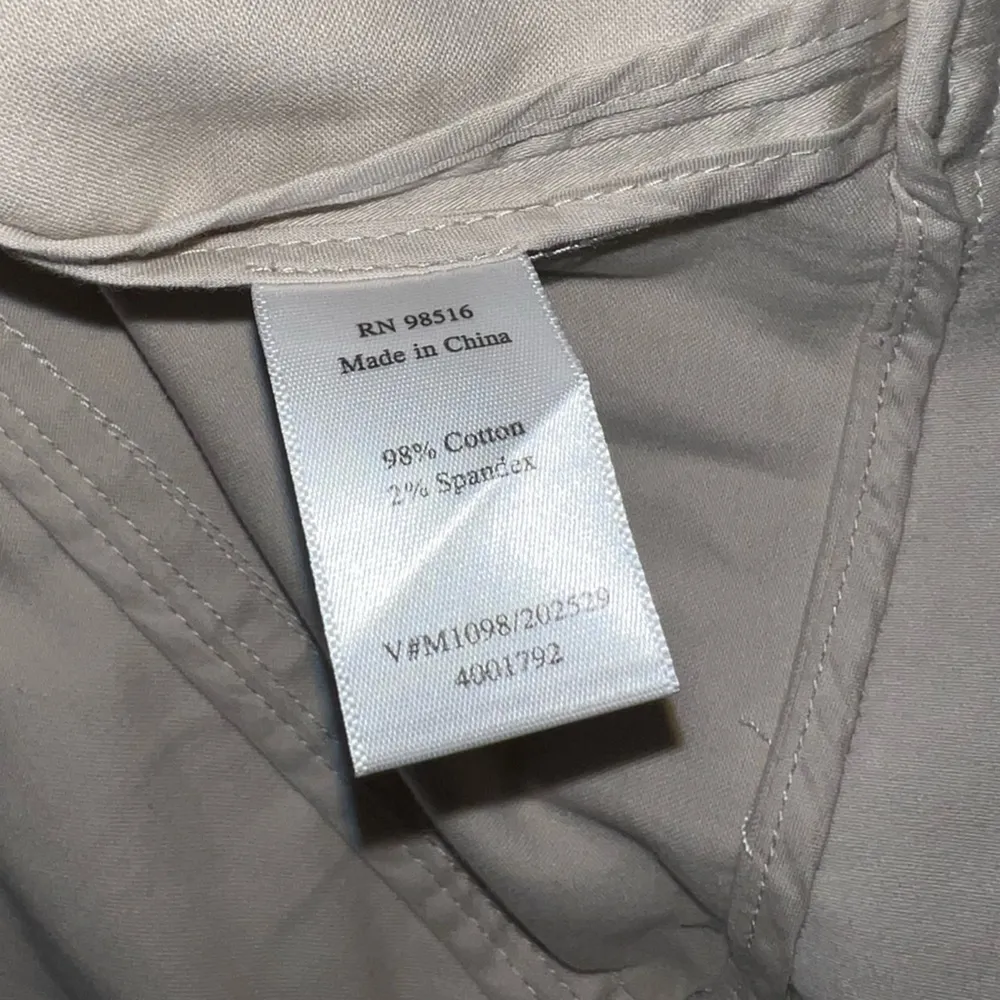 RN 98516
Made in China
98% Cotton
2% Spandex
V#M1098/202529
4001792